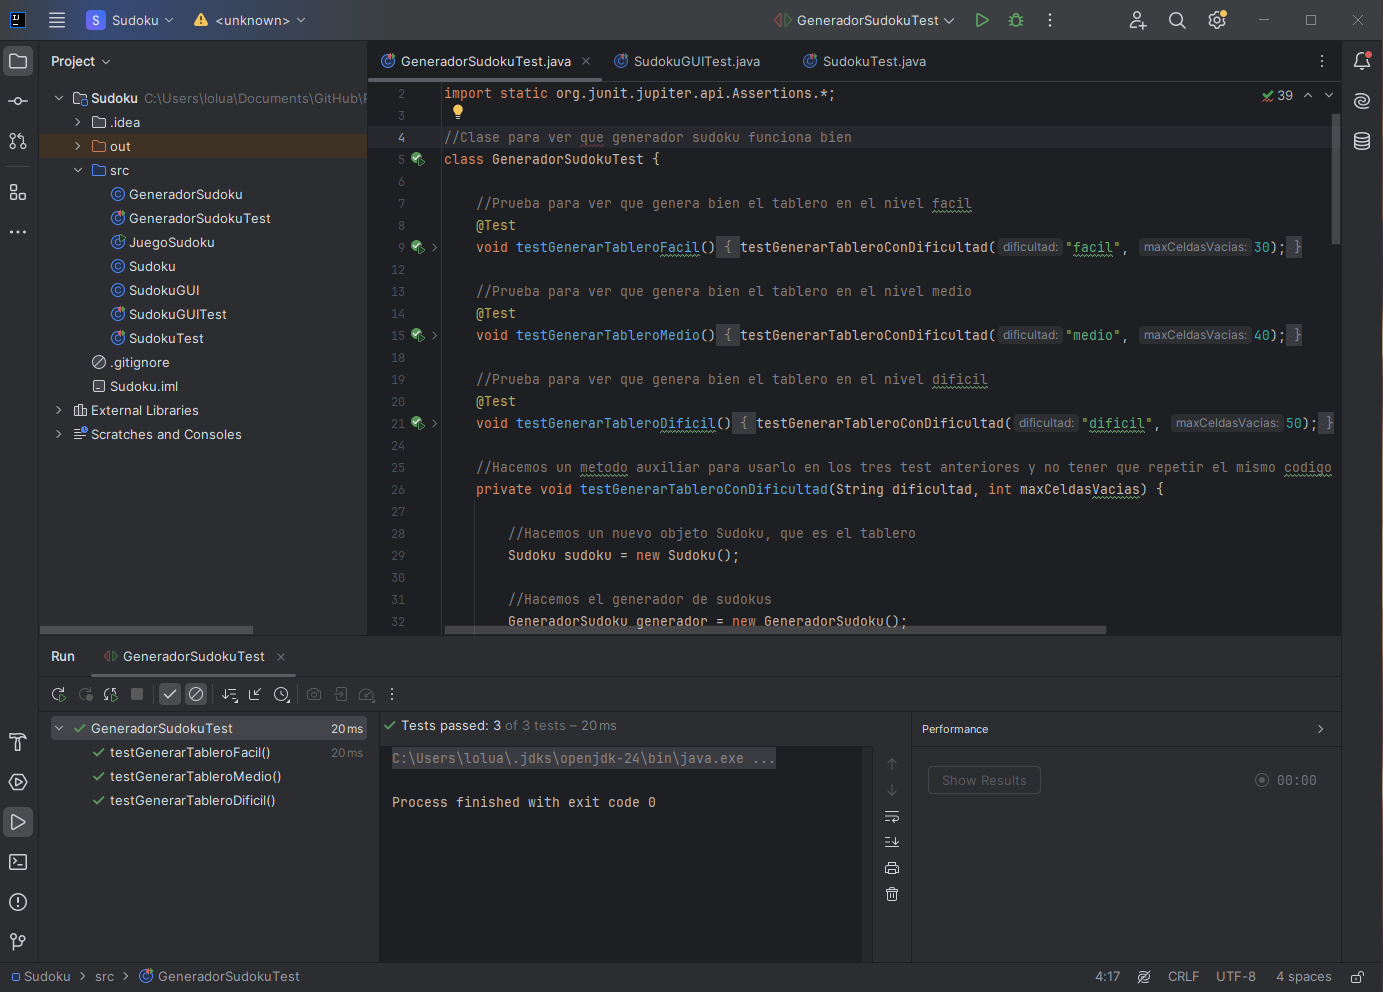 S Sudoku <unknown> GeneradorSudokuTest
Project
GeneradorSudokuTest.java SudokuGUITest.java SudokuTest.java
Sudoku C:\Users\lolua\Documents\GitHub\
.idea
out
src
GeneradorSudoku
GeneradorSudokuTest
JuegoSudoku
Sudoku
SudokuGUI
SudokuGUITest
SudokuTest
.gitignore
Sudoku.iml
External Libraries
Scratches and Consoles
39
2 import static org.junit.jupiter.api.Assertions.*;
3
4 //Clase para ver que generador sudoku funciona bien
5 class GeneradorSudokuTest {
6
7 //Prueba para ver que genera bien el tablero en el nivel facil
8 @Test
9 void testGenerarTableroFacil() { testGenerarTableroConDificultad( dificultad: "facil", maxCeldasVacias: 30); }
12
13 //Prueba para ver que genera bien el tablero en el nivel medio
14 @Test
15 void testGenerarTableroMedio() { testGenerarTableroConDificultad( dificultad: "medio", maxCeldasVacias: 40); }
18
19 //Prueba para ver que genera bien el tablero en el nivel dificil
20 @Test
21 void testGenerarTableroDificil() { testGenerarTableroConDificultad( dificultad: "dificil", maxCeldasVacias: 50); }
24
25 //Hacemos un metodo auxiliar para usarlo en los tres test anteriores y no tener que repetir el mismo codigo
26 private void testGenerarTableroConDificultad(String dificultad, int maxCeldasVacias) {
27
28 //Hacemos un nuevo objeto Sudoku, que es el tablero
29 Sudoku sudoku = new Sudoku();
30
31 //Hacemos el generador de sudokus
32 GeneradorSudoku generador = new GeneradorSudoku();
Run GeneradorSudokuTest
GeneradorSudokuTest 20 ms
testGenerarTableroFacil() 20 ms
testGenerarTableroMedio()
testGenerarTableroDificil()
Tests passed: 3 of 3 tests – 20 ms
C:\Users\lolua\.jdks\openjdk-24\bin\java.exe ...
Process finished with exit code 0
Performance
Show Results 00:00
Sudoku > src > GeneradorSudokuTest
4:17 CRLF UTF-8 4 spaces